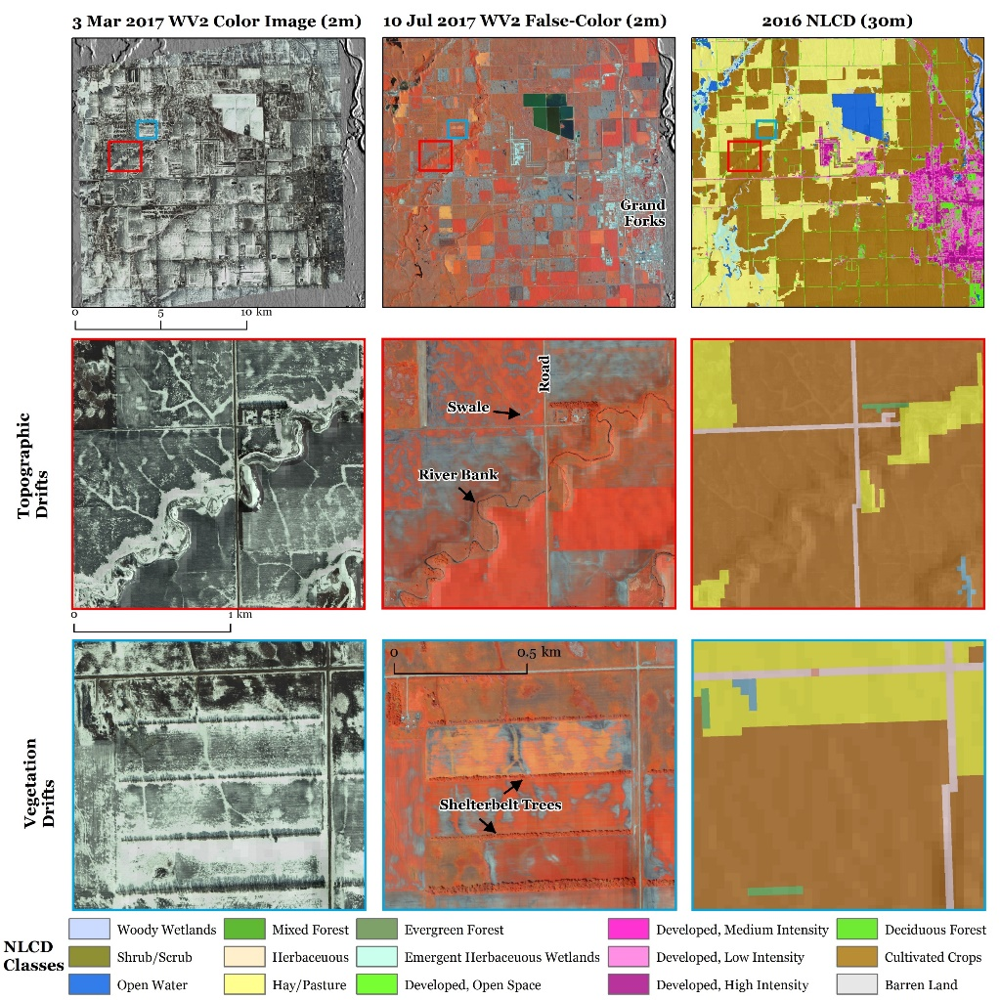 3 Mar 2017 WV2 Color Image (2m)
10 Jul 2017 WV2 False-Color (2m)
2016 NLCD (30m)
Grand
Forks
0 5 10 km
Topographic
Drifts
Road
Swale
River Bank
0 1 km
Vegetation
Drifts
0 0.5 km
Shelterbelt Trees
NLCD
Classes
Woody Wetlands
Mixed Forest
Evergreen Forest
Developed, Medium Intensity
Deciduous Forest
Shrub/Scrub
Herbaceuous
Emergent Herbaceuous Wetlands
Developed, Low Intensity
Cultivated Crops
Open Water
Hay/Pasture
Developed, Open Space
Developed, High Intensity
Barren Land